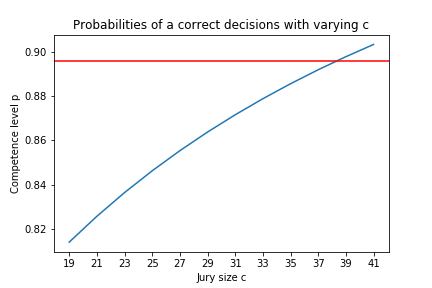 Probabilities of a correct decisions with varying c
0.90
0.88
0.86
0.84
0.82
Competence level p
19 21 23 25 27 29 31 33 35 37 39 41
Jury size c